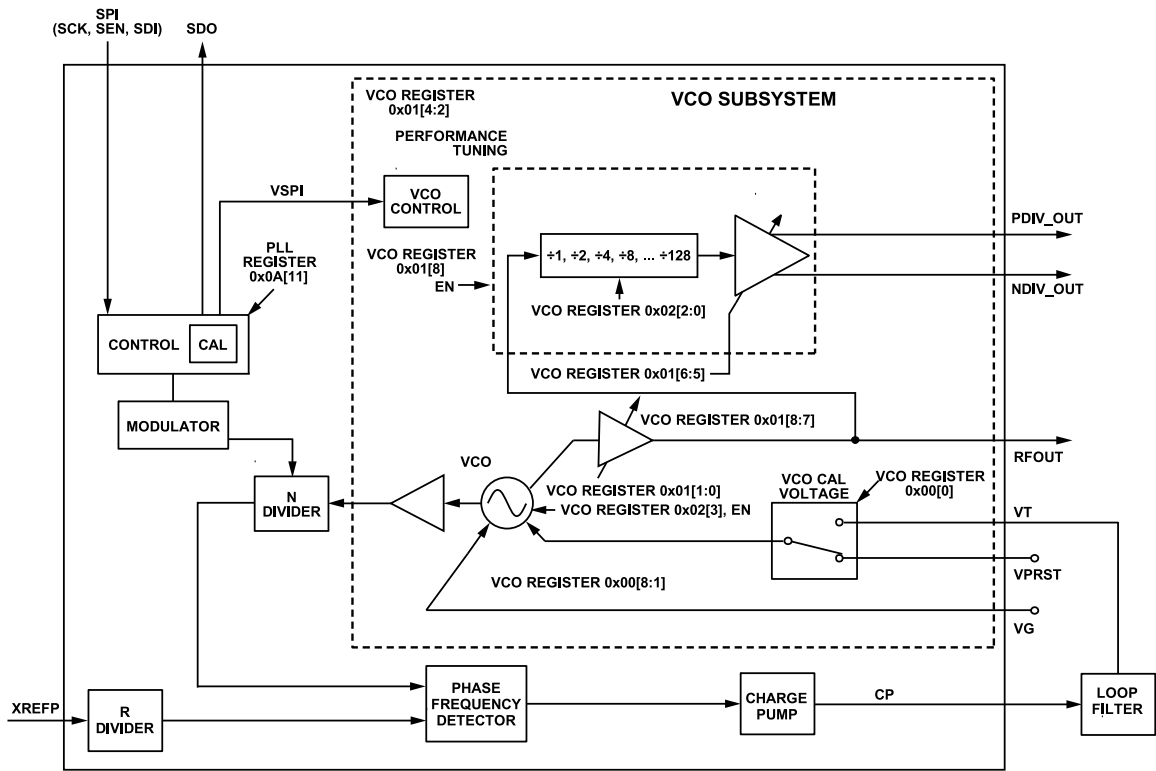 SPI
(SCK, SEN, SDI)
SDO
VCO REGISTER
0x01[4:2]
VCO SUBSYSTEM
PERFORMANCE
TUNING
VSPI
VCO
CONTROL
PLL
REGISTER
0x0A[11]
VCO REGISTER
0x01[8]
EN
÷1, ÷2, ÷4, ÷8, ... ÷128
VCO REGISTER 0x02[2:0]
PDIV_OUT
NDIV_OUT
CONTROL
CAL
VCO REGISTER 0x01[6:5]
MODULATOR
VCO REGISTER 0x01[8:7]
RFOUT
VCO
VCO REGISTER 0x01[1:0]
VCO REGISTER 0x02[3], EN
VCO CAL
VOLTAGE
VCO REGISTER
0x00[0]
N
DIVIDER
VT
VPRST
VCO REGISTER 0x00[8:1]
VG
XREFP
R
DIVIDER
PHASE
FREQUENCY
DETECTOR
CHARGE
PUMP
CP
LOOP
FILTER